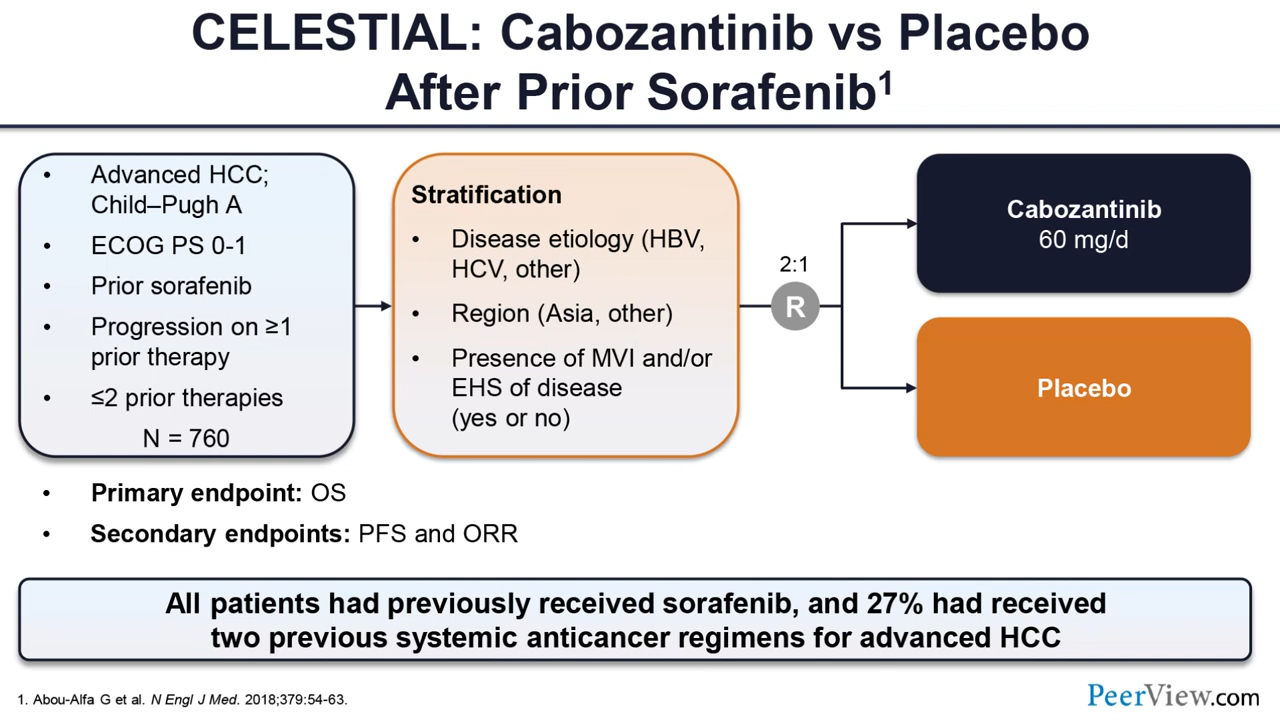 CELESTIAL: Cabozantinib vs Placebo
After Prior Sorafenib¹
• Advanced HCC;
Child–Pugh A
• ECOG PS 0-1
• Prior sorafenib
• Progression on ≥1
prior therapy
• ≤2 prior therapies
N = 760
Stratification
• Disease etiology (HBV,
HCV, other)
• Region (Asia, other)
• Presence of MVI and/or
EHS of disease
(yes or no)
2:1
R
Cabozantinib
60 mg/d
Placebo
• Primary endpoint: OS
• Secondary endpoints: PFS and ORR
All patients had previously received sorafenib, and 27% had received
two previous systemic anticancer regimens for advanced HCC
1. Abou-Alfa G et al. N Engl J Med. 2018;379:54-63.
PeerView.com